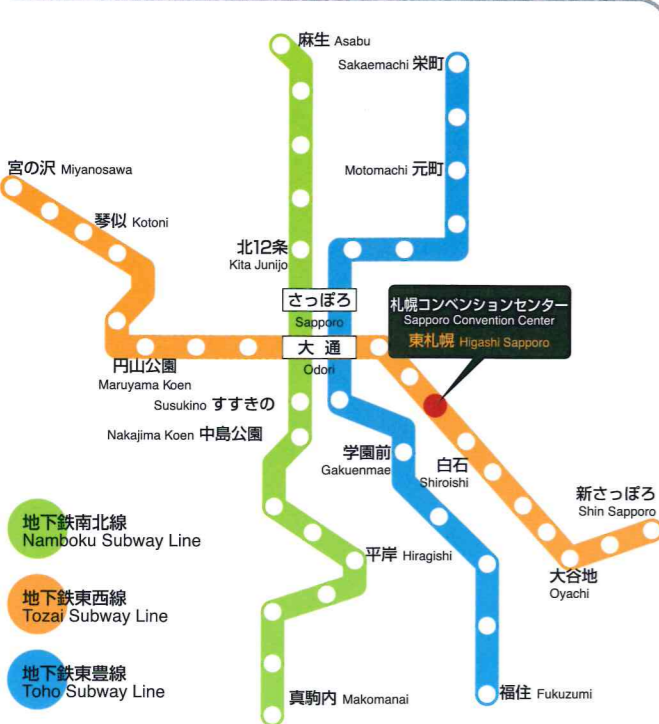 麻生 Asabu
Sakaemachi 栄町
宮の沢 Miyanosawa
Motomachi 元町
琴似 Kotoni
北12条
Kita Junijo
さっぽろ
Sapporo
札幌コンベンションセンター
Sapporo Convention Center
東札幌 Higashi Sapporo
大通
Odori
円山公園
Maruyama Koen
Susukino すすきの
Nakajima Koen 中島公園
学園前
Gakuenmae
白石
Shiroishi
新さっぽろ
Shin Sapporo
地下鉄南北線
Namboku Subway Line
平岸 Hiragishi
大谷地
Oyachi
地下鉄東西線
Tozai Subway Line
地下鉄東豊線
Toho Subway Line
真駒内 Makomanai
福住 Fukuzumi